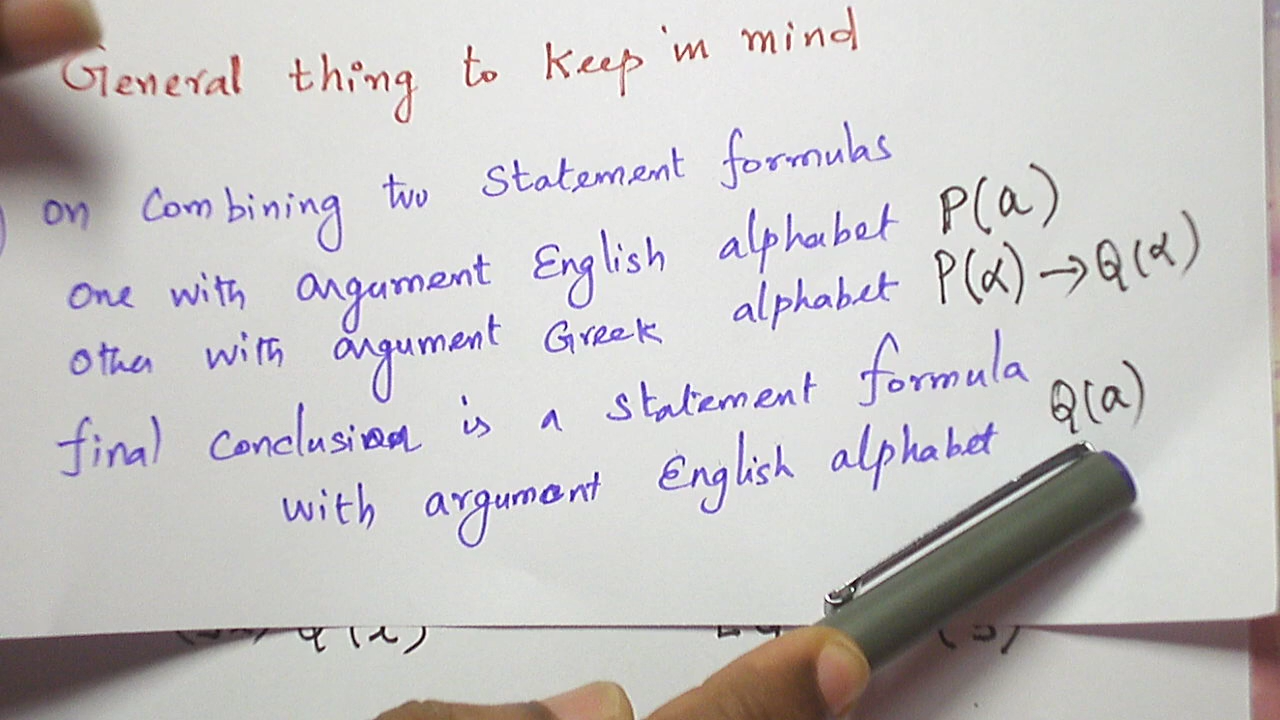 General thing to keep in mind
) on Combining two Statement formulas
one with argument English alphabet P(a)
other with argument Greek alphabet P(α) → Q(α)
final conclusion is a statement formula
with argument English alphabet Q(a)